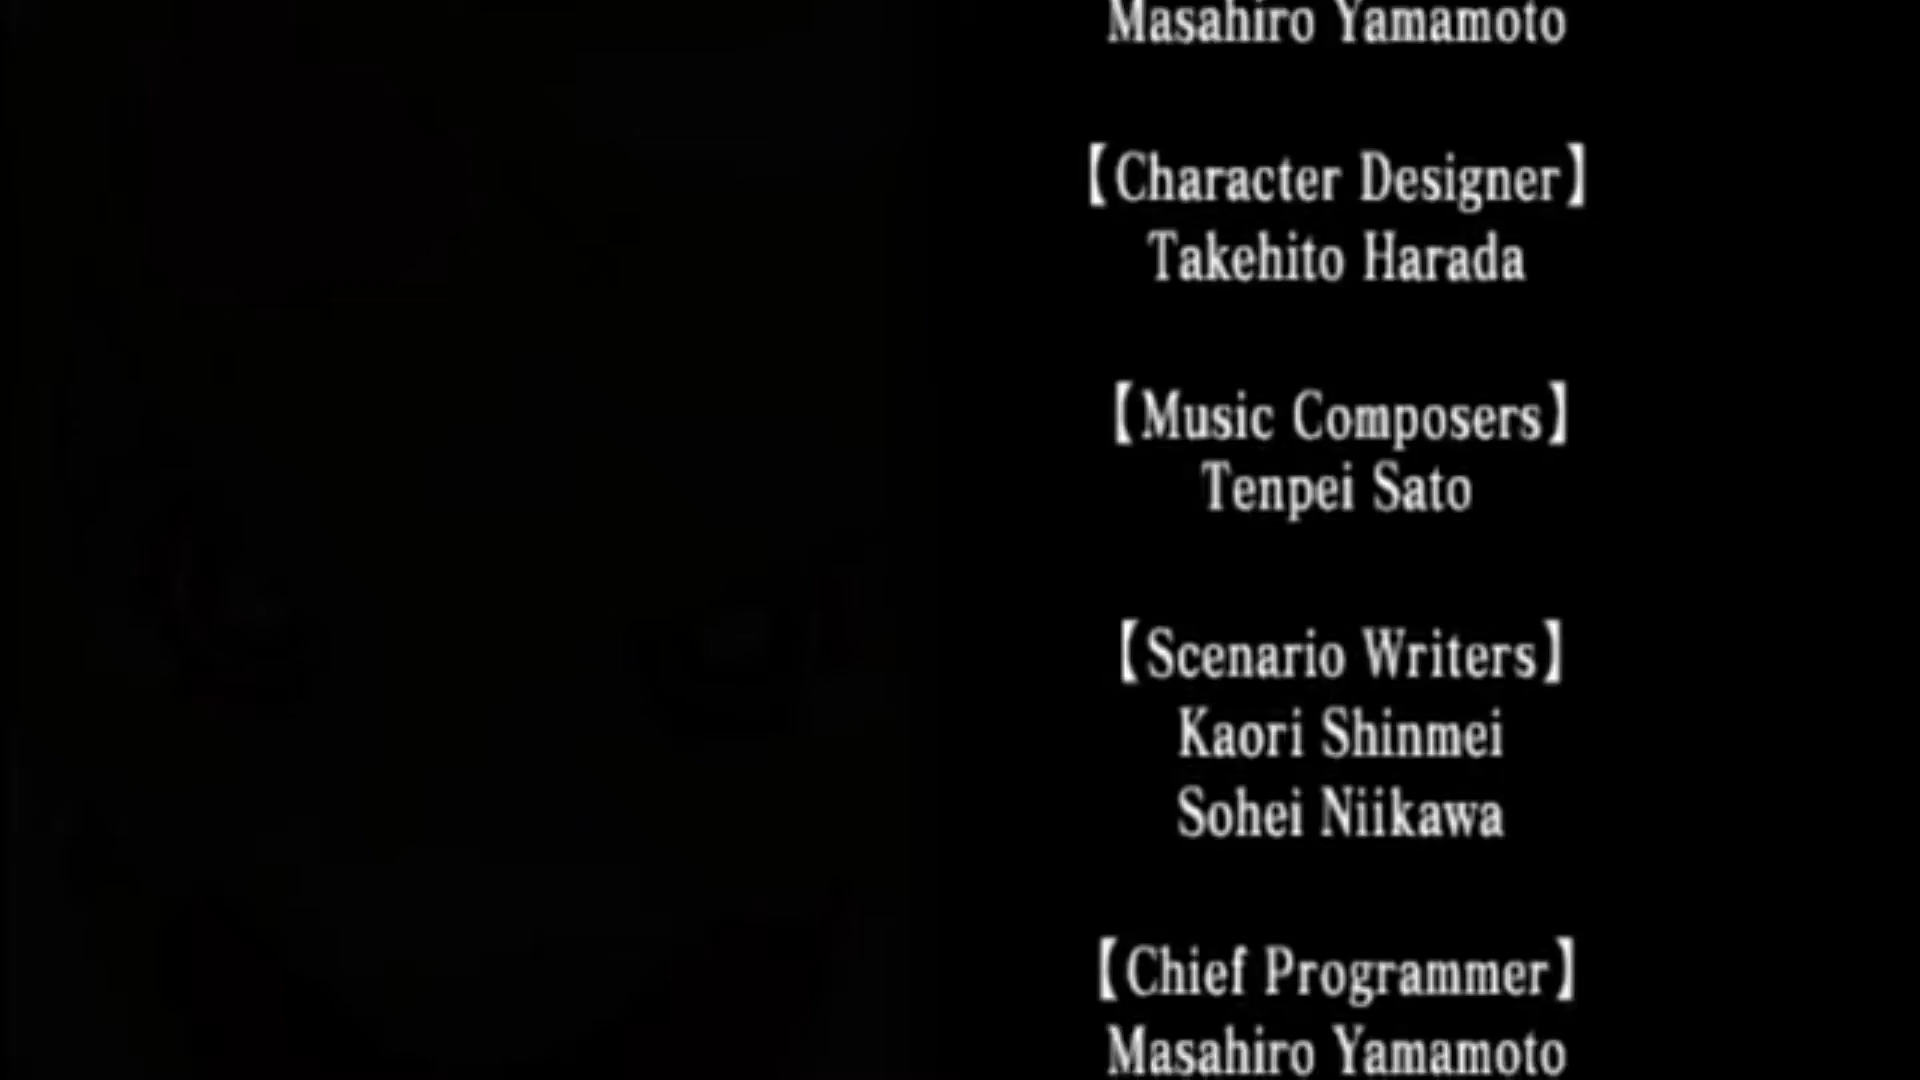 Masahiro Yamamoto
【Character Designer】
Takehito Harada
【Music Composers】
Tenpei Sato
【Scenario Writers】
Kaori Shinmei
Sohei Niikawa
【Chief Programmer】
Masahiro Yamamoto